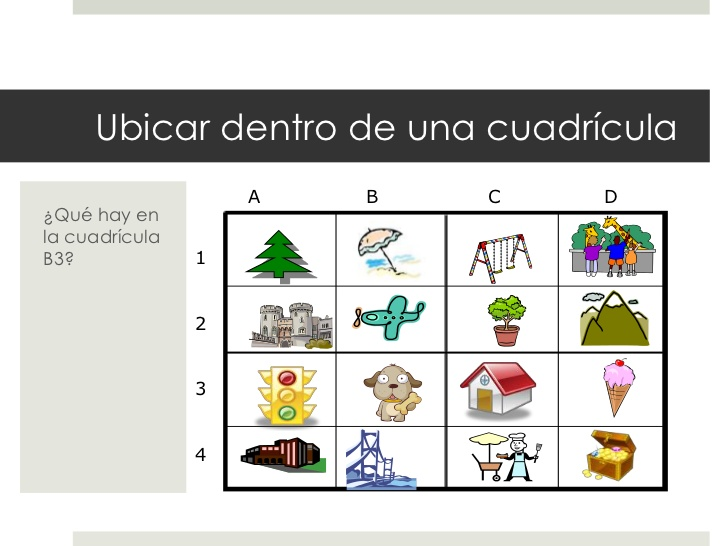 Ubicar dentro de una cuadrícula
¿Qué hay en
la cuadrícula
B3?
A B C D
1
2
3
4